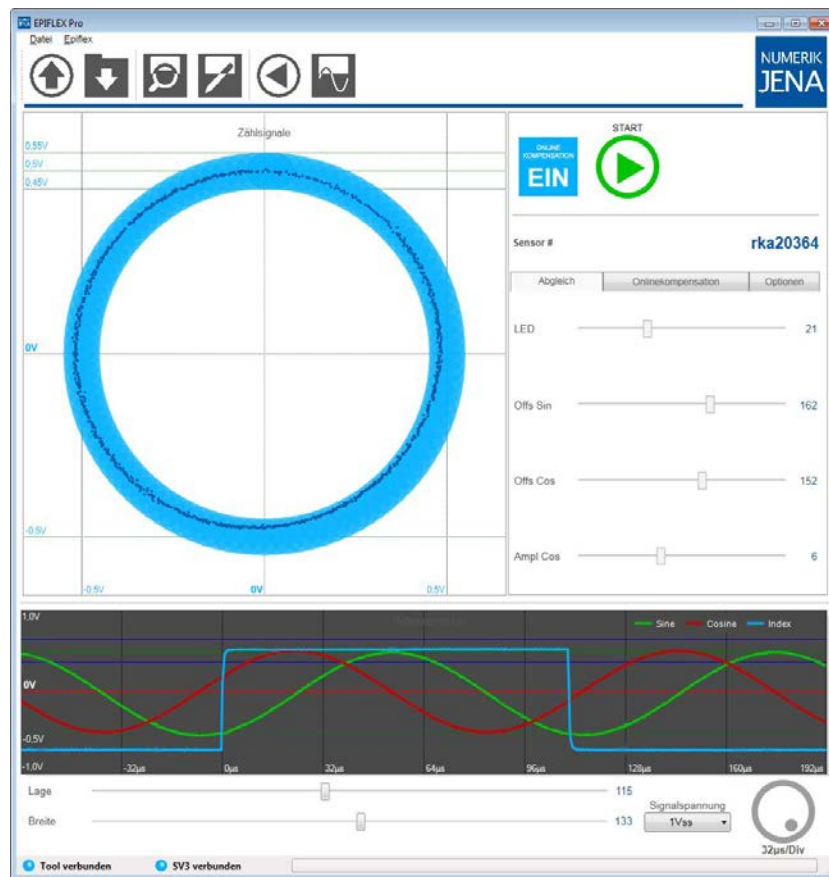 EPIFLEX Pro
Datei Epiflex
NUMERIK
JENA
Zählsignale
0,55V
0,5V
0,45V
0V
-0,5V
-0,5V 0V 0,5V
START
ONLINE
KOMPENSATION
EIN
Sensor # rka20364
Abgleich Onlinekompensation Optionen
LED 21
Offs Sin 162
Offs Cos 152
Ampl Cos 6
1,0V
Sine Cosine Index
0V
-0,5V
-1,0V -32µs 0µs 32µs 64µs 96µs 128µs 160µs 192µs
Lage 115
Breite 133
Signalspannung
1Vss
32µs/Div
Tool verbunden SV3 verbunden